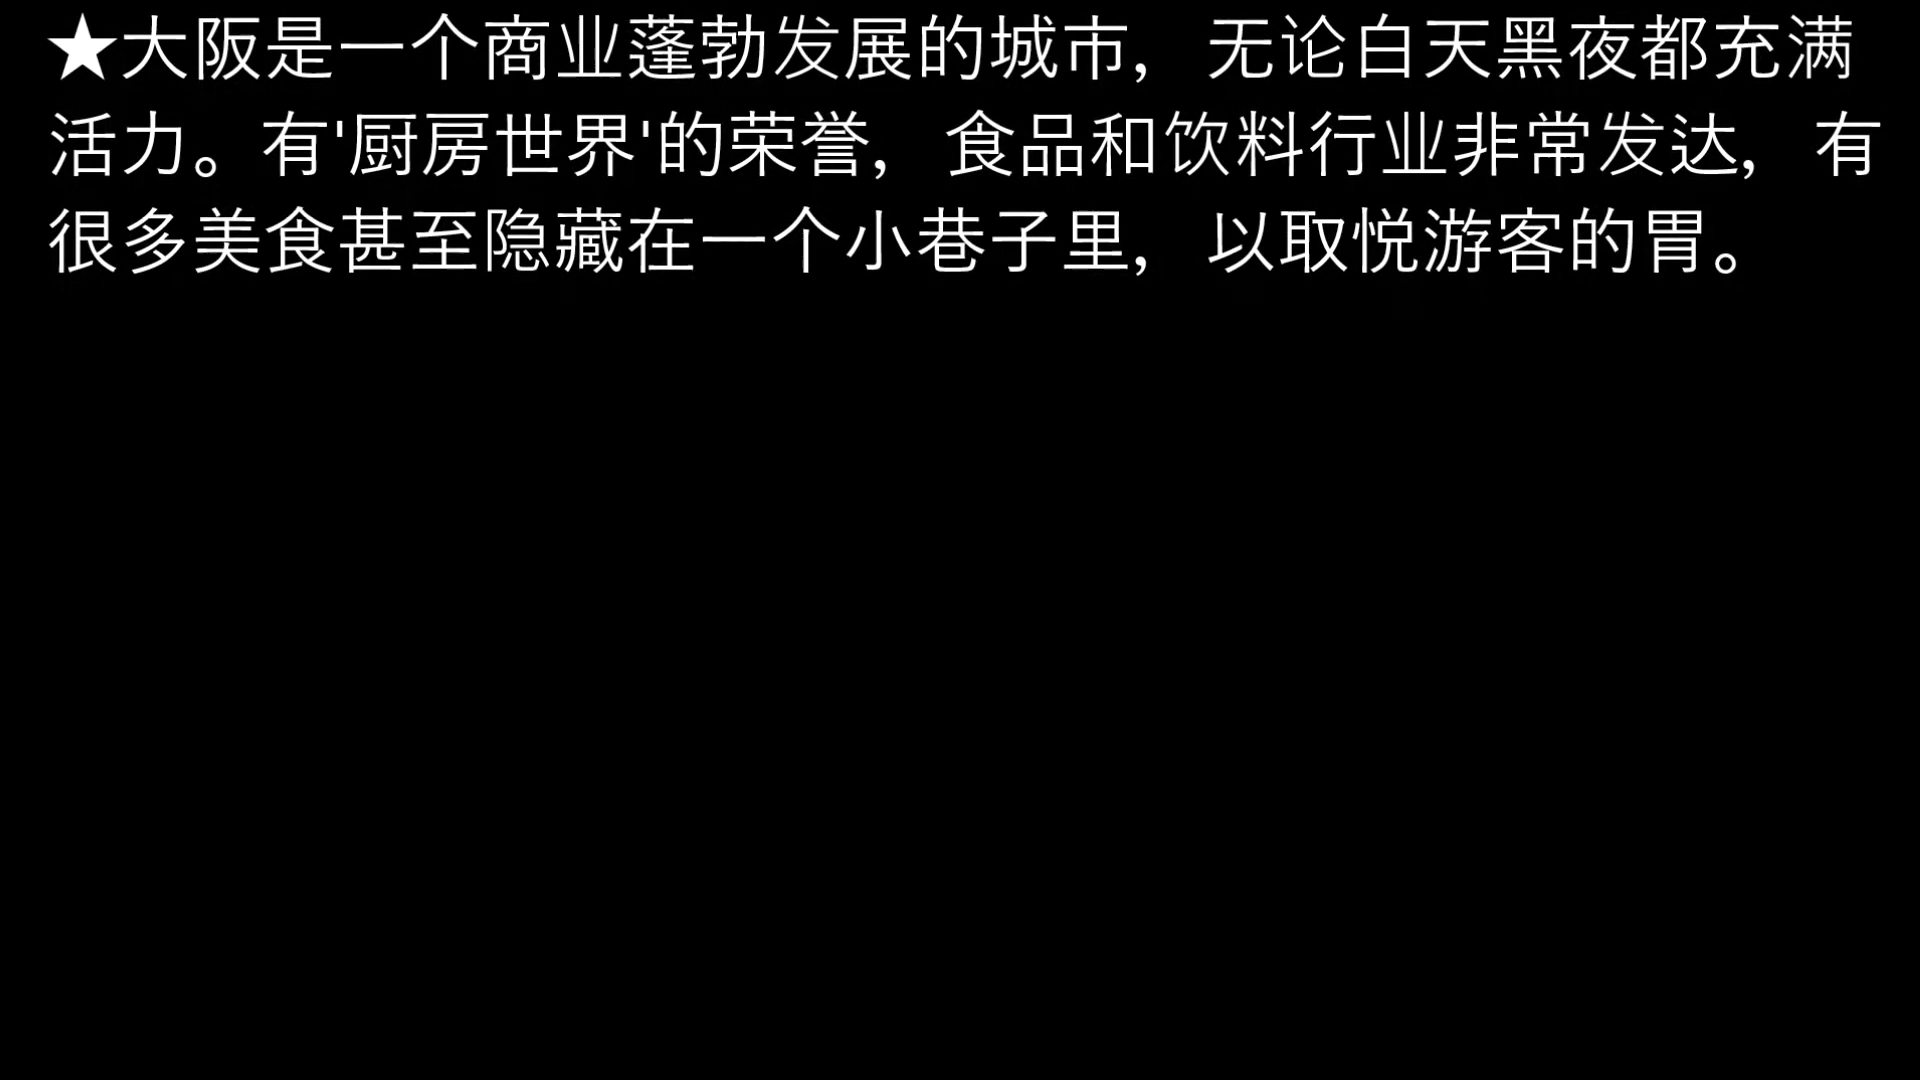 ★大阪是一个商业蓬勃发展的城市，无论白天黑夜都充满
活力。有'厨房世界'的荣誉，食品和饮料行业非常发达，有
很多美食甚至隐藏在一个小巷子里，以取悦游客的胃。